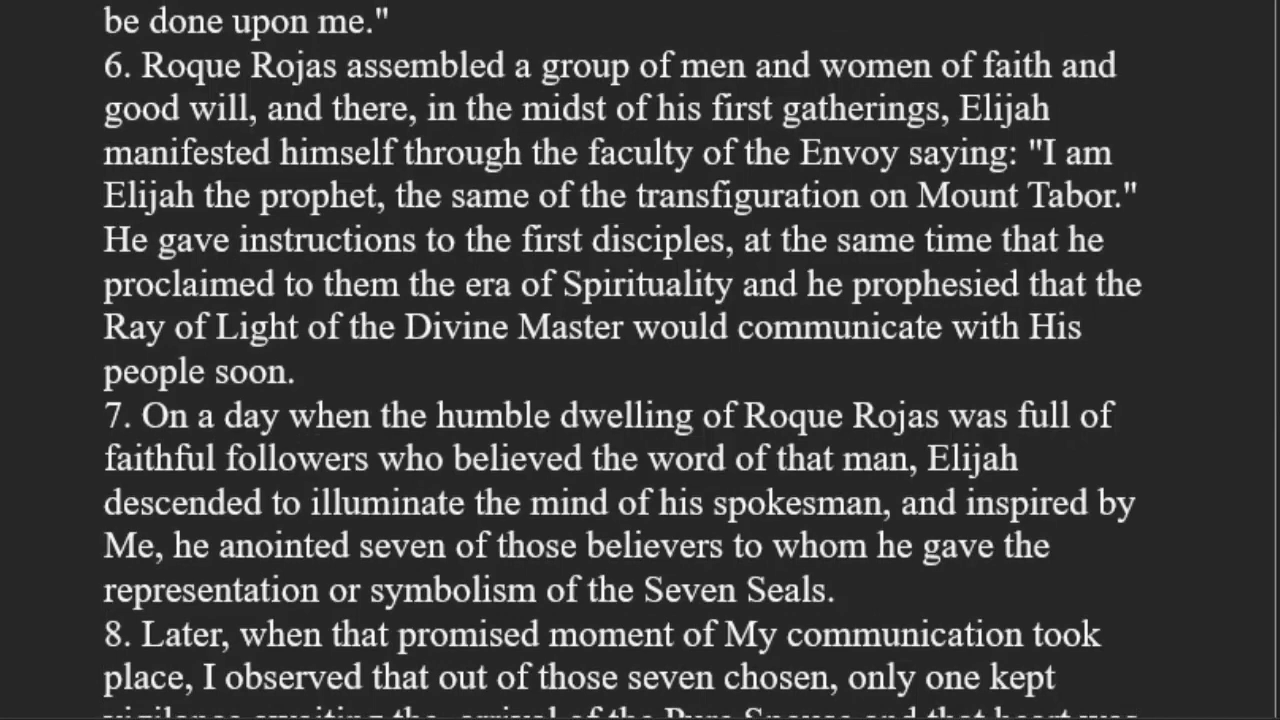 be done upon me."
6. Roque Rojas assembled a group of men and women of faith and
good will, and there, in the midst of his first gatherings, Elijah
manifested himself through the faculty of the Envoy saying: "I am
Elijah the prophet, the same of the transfiguration on Mount Tabor."
He gave instructions to the first disciples, at the same time that he
proclaimed to them the era of Spirituality and he prophesied that the
Ray of Light of the Divine Master would communicate with His
people soon.
7. On a day when the humble dwelling of Roque Rojas was full of
faithful followers who believed the word of that man, Elijah
descended to illuminate the mind of his spokesman, and inspired by
Me, he anointed seven of those believers to whom he gave the
representation or symbolism of the Seven Seals.
8. Later, when that promised moment of My communication took
place, I observed that out of those seven chosen, only one kept